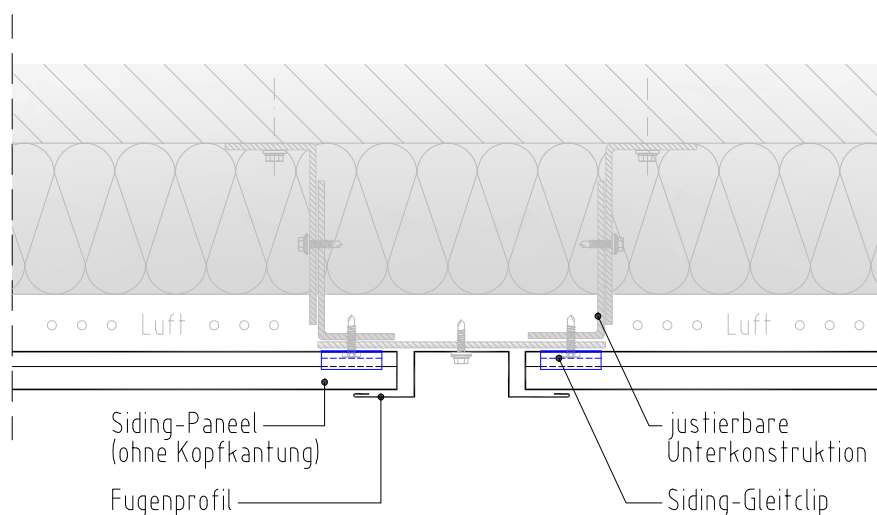 Luft
Luft
Siding-Paneel
(ohne Kopfkantung)
justierbare
Unterkonstruktion
Fugenprofil
Siding-Gleitclip